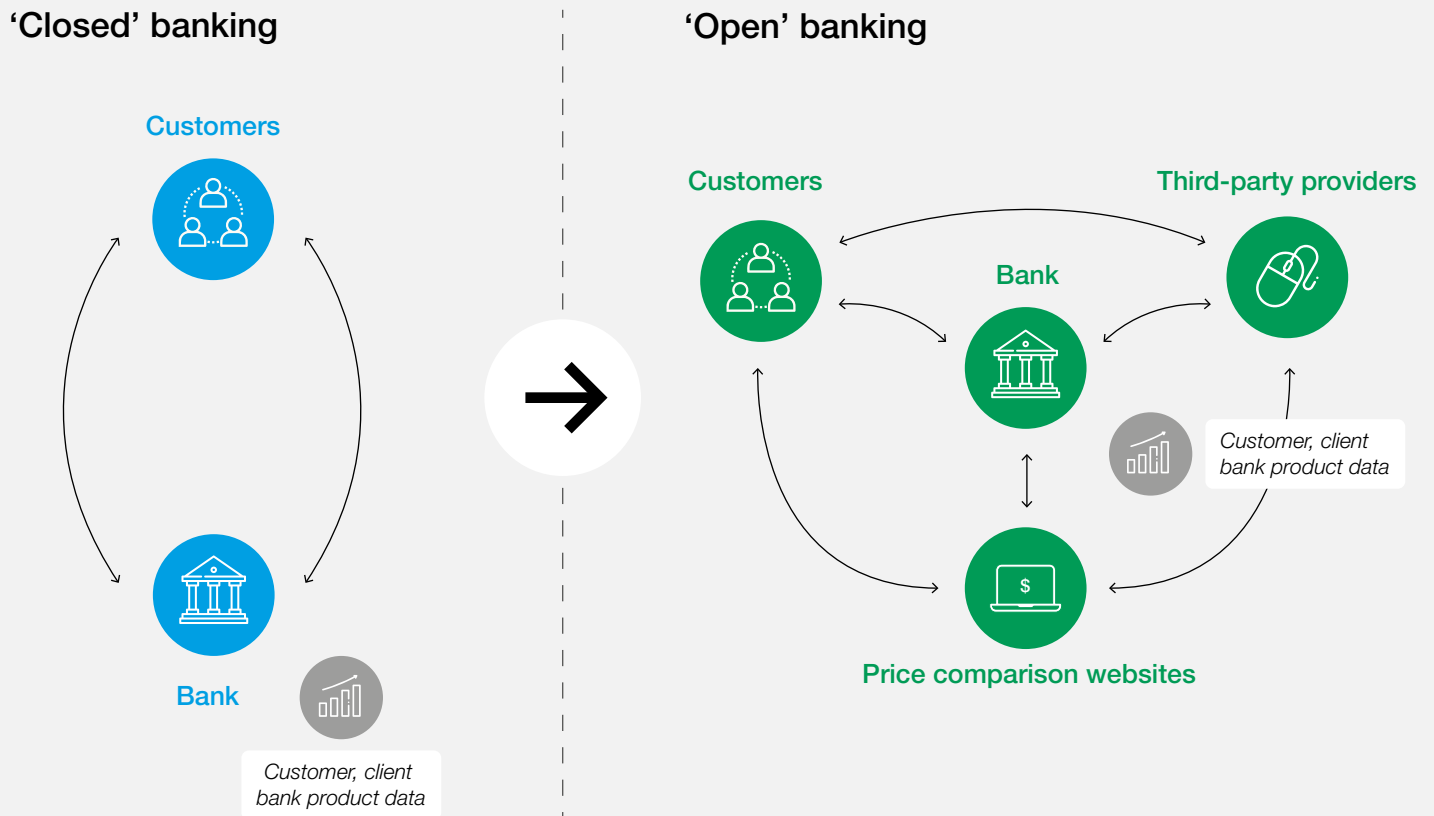 ‘Closed’ banking
Customers
Bank
Customer, client
bank product data
‘Open’ banking
Customers
Third-party providers
Bank
Customer, client
bank product data
$
Price comparison websites